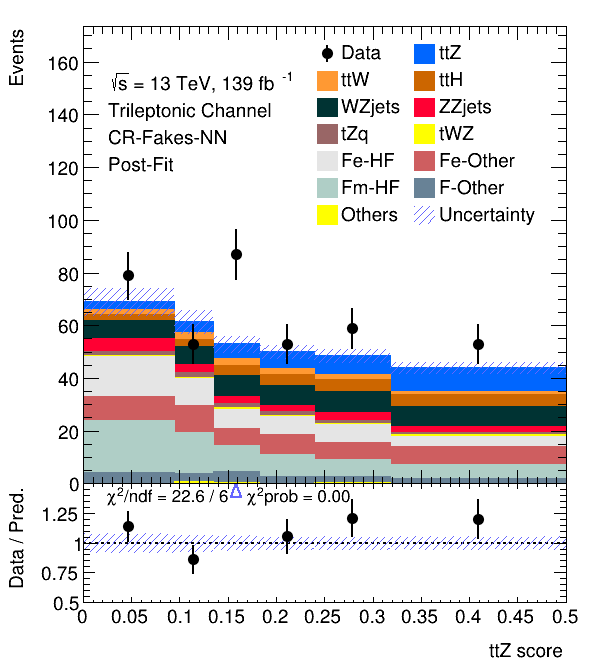 Events
160
140
120
100
80
60
40
20
0
√s = 13 TeV, 139 fb -1
Trileptonic Channel
CR-Fakes-NN
Post-Fit
Data ttZ
ttW ttH
WZjets ZZjets
tZq tWZ
Fe-HF Fe-Other
Fm-HF F-Other
Others Uncertainty
Data / Pred.
χ²/ndf = 22.6 / 6 χ²prob = 0.00
1.25
1
0.75
0.5
0 0.05 0.1 0.15 0.2 0.25 0.3 0.35 0.4 0.45 0.5
ttZ score